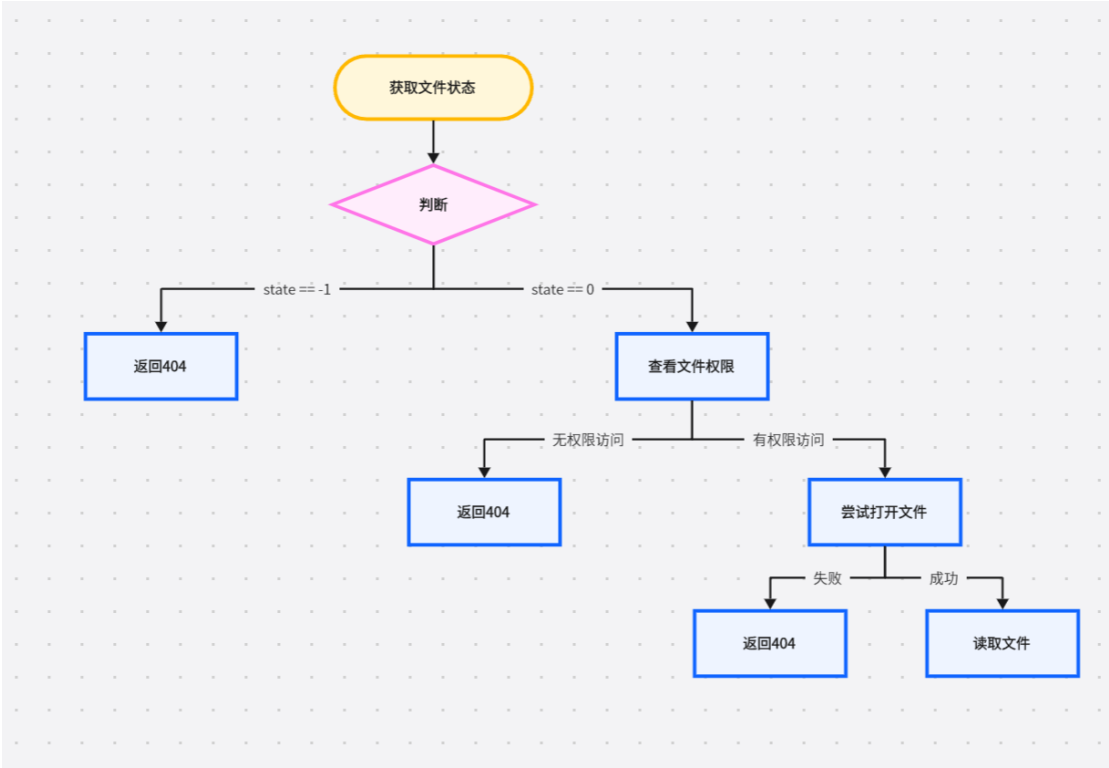 获取文件状态
判断
state == -1
state == 0
返回404
查看文件权限
无权限访问
有权限访问
返回404
尝试打开文件
失败
成功
返回404
读取文件